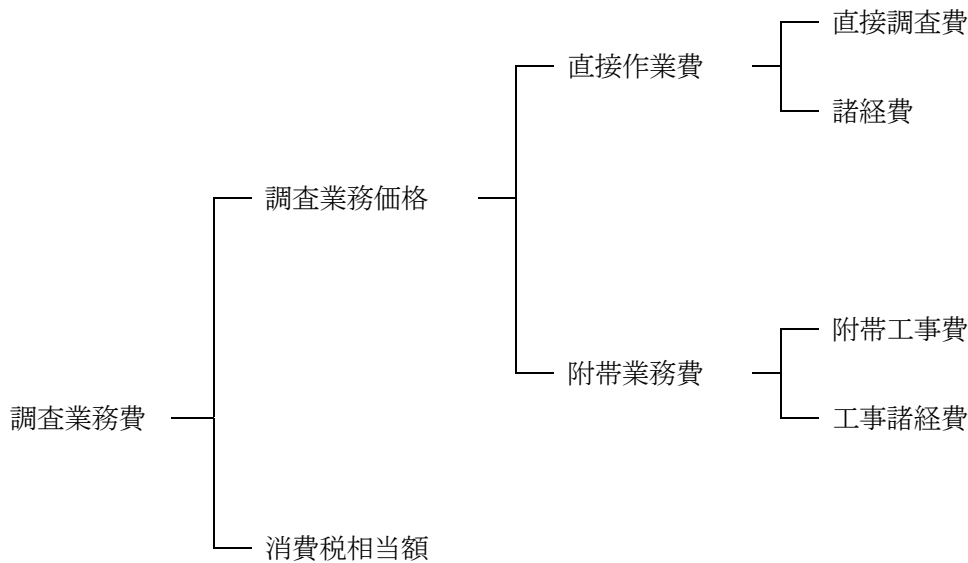 直接調査費
直接作業費
諸経費
調査業務価格
附帯工事費
附帯業務費
調査業務費
工事諸経費
消費税相当額